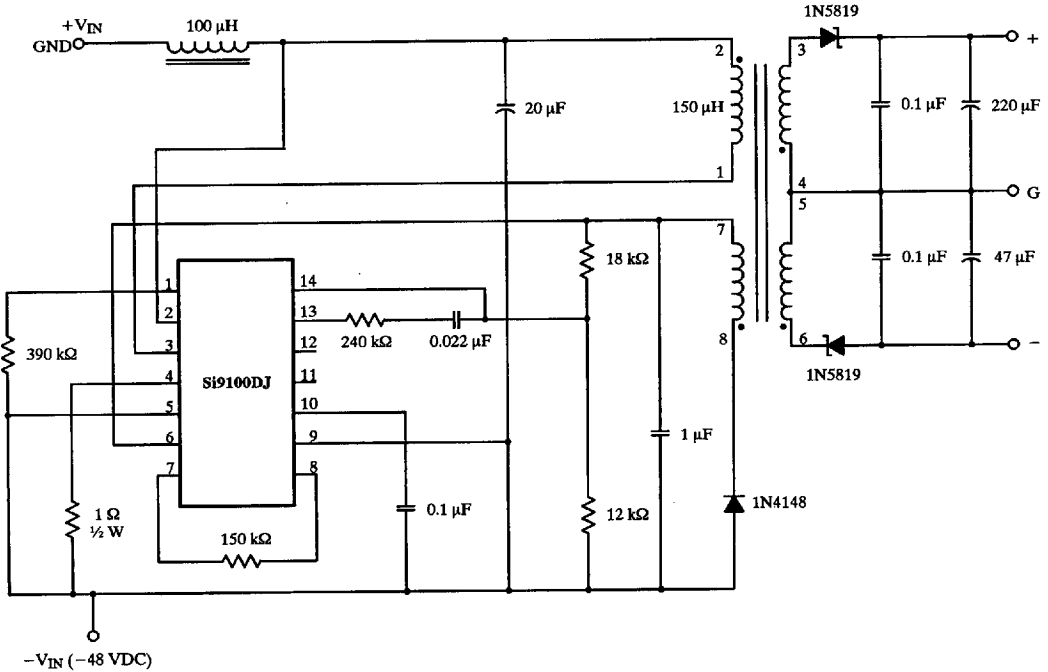 +V_IN
GND
100 µH
1N5819
2
3
+
20 µF
150 µH
0.1 µF
220 µF
1
4
G
5
7
18 kΩ
0.1 µF
47 µF
1
14
2
13
240 kΩ
0.022 µF
8
6
−
390 kΩ
3
12
1N5819
4
Si9100DJ
11
5
10
6
9
1 µF
7
8
1 Ω
½ W
0.1 µF
12 kΩ
1N4148
150 kΩ
−V_IN (−48 VDC)